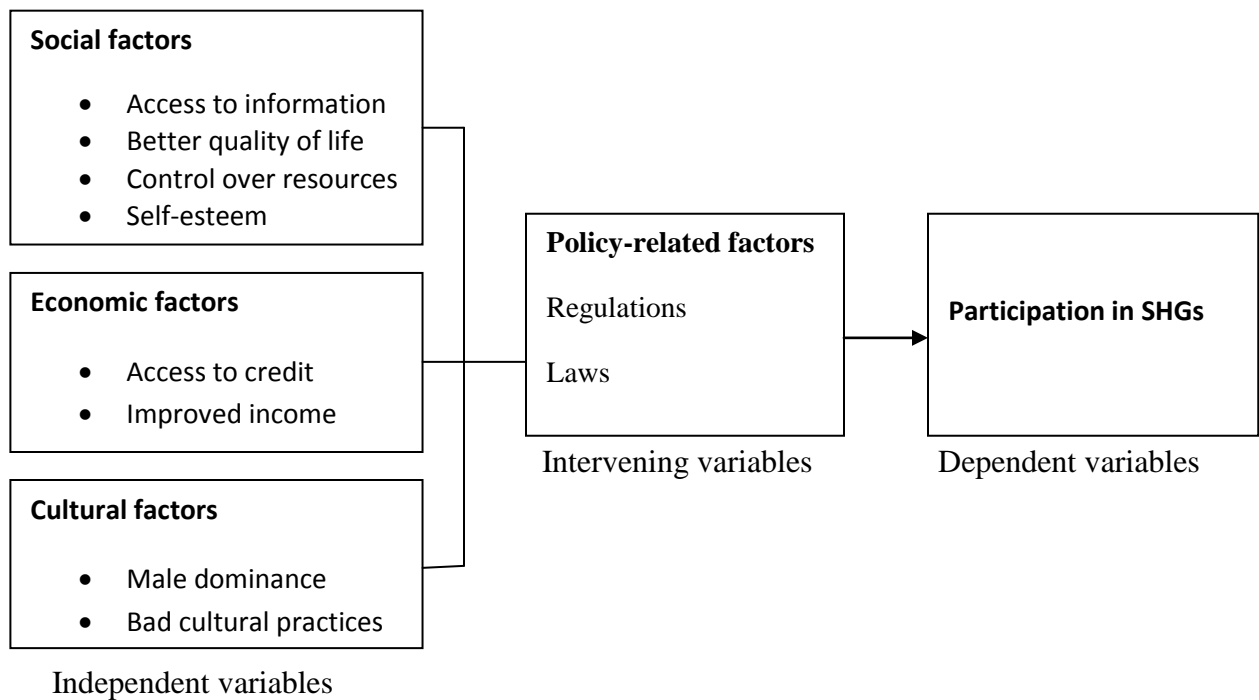 Social factors
• Access to information
• Better quality of life
• Control over resources
• Self-esteem
Economic factors
• Access to credit
• Improved income
Cultural factors
• Male dominance
• Bad cultural practices
Independent variables
Policy-related factors
Regulations
Laws
Intervening variables
Participation in SHGs
Dependent variables